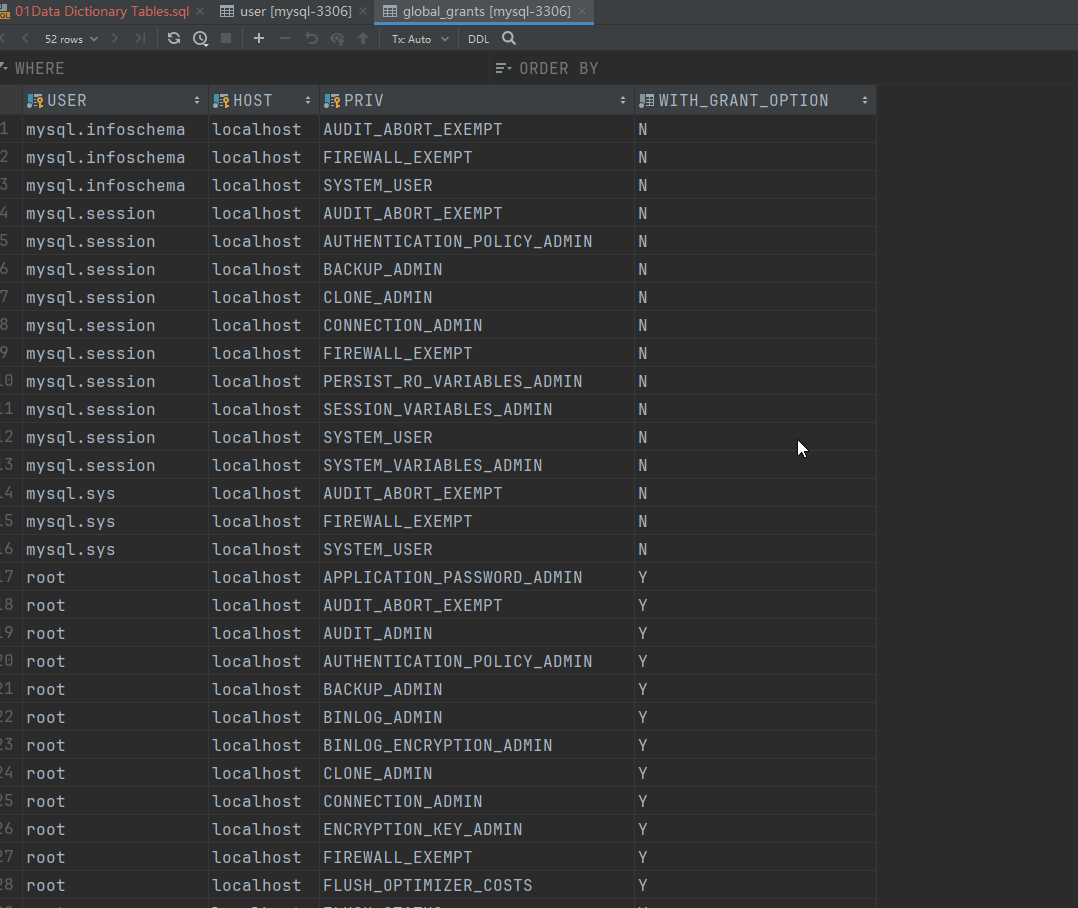 01Data Dictionary Tables.sql user [mysql-3306] global_grants [mysql-3306]
52 rows Tx: Auto DDL
WHERE ORDER BY
USER HOST PRIV WITH_GRANT_OPTION
1 mysql.infoschema localhost AUDIT_ABORT_EXEMPT N
2 mysql.infoschema localhost FIREWALL_EXEMPT N
3 mysql.infoschema localhost SYSTEM_USER N
4 mysql.session localhost AUDIT_ABORT_EXEMPT N
5 mysql.session localhost AUTHENTICATION_POLICY_ADMIN N
6 mysql.session localhost BACKUP_ADMIN N
7 mysql.session localhost CLONE_ADMIN N
8 mysql.session localhost CONNECTION_ADMIN N
9 mysql.session localhost FIREWALL_EXEMPT N
10 mysql.session localhost PERSIST_RO_VARIABLES_ADMIN N
11 mysql.session localhost SESSION_VARIABLES_ADMIN N
12 mysql.session localhost SYSTEM_USER N
13 mysql.session localhost SYSTEM_VARIABLES_ADMIN N
14 mysql.sys localhost AUDIT_ABORT_EXEMPT N
15 mysql.sys localhost FIREWALL_EXEMPT N
16 mysql.sys localhost SYSTEM_USER N
17 root localhost APPLICATION_PASSWORD_ADMIN Y
18 root localhost AUDIT_ABORT_EXEMPT Y
19 root localhost AUDIT_ADMIN Y
20 root localhost AUTHENTICATION_POLICY_ADMIN Y
21 root localhost BACKUP_ADMIN Y
22 root localhost BINLOG_ADMIN Y
23 root localhost BINLOG_ENCRYPTION_ADMIN Y
24 root localhost CLONE_ADMIN Y
25 root localhost CONNECTION_ADMIN Y
26 root localhost ENCRYPTION_KEY_ADMIN Y
27 root localhost FIREWALL_EXEMPT Y
28 root localhost FLUSH_OPTIMIZER_COSTS Y